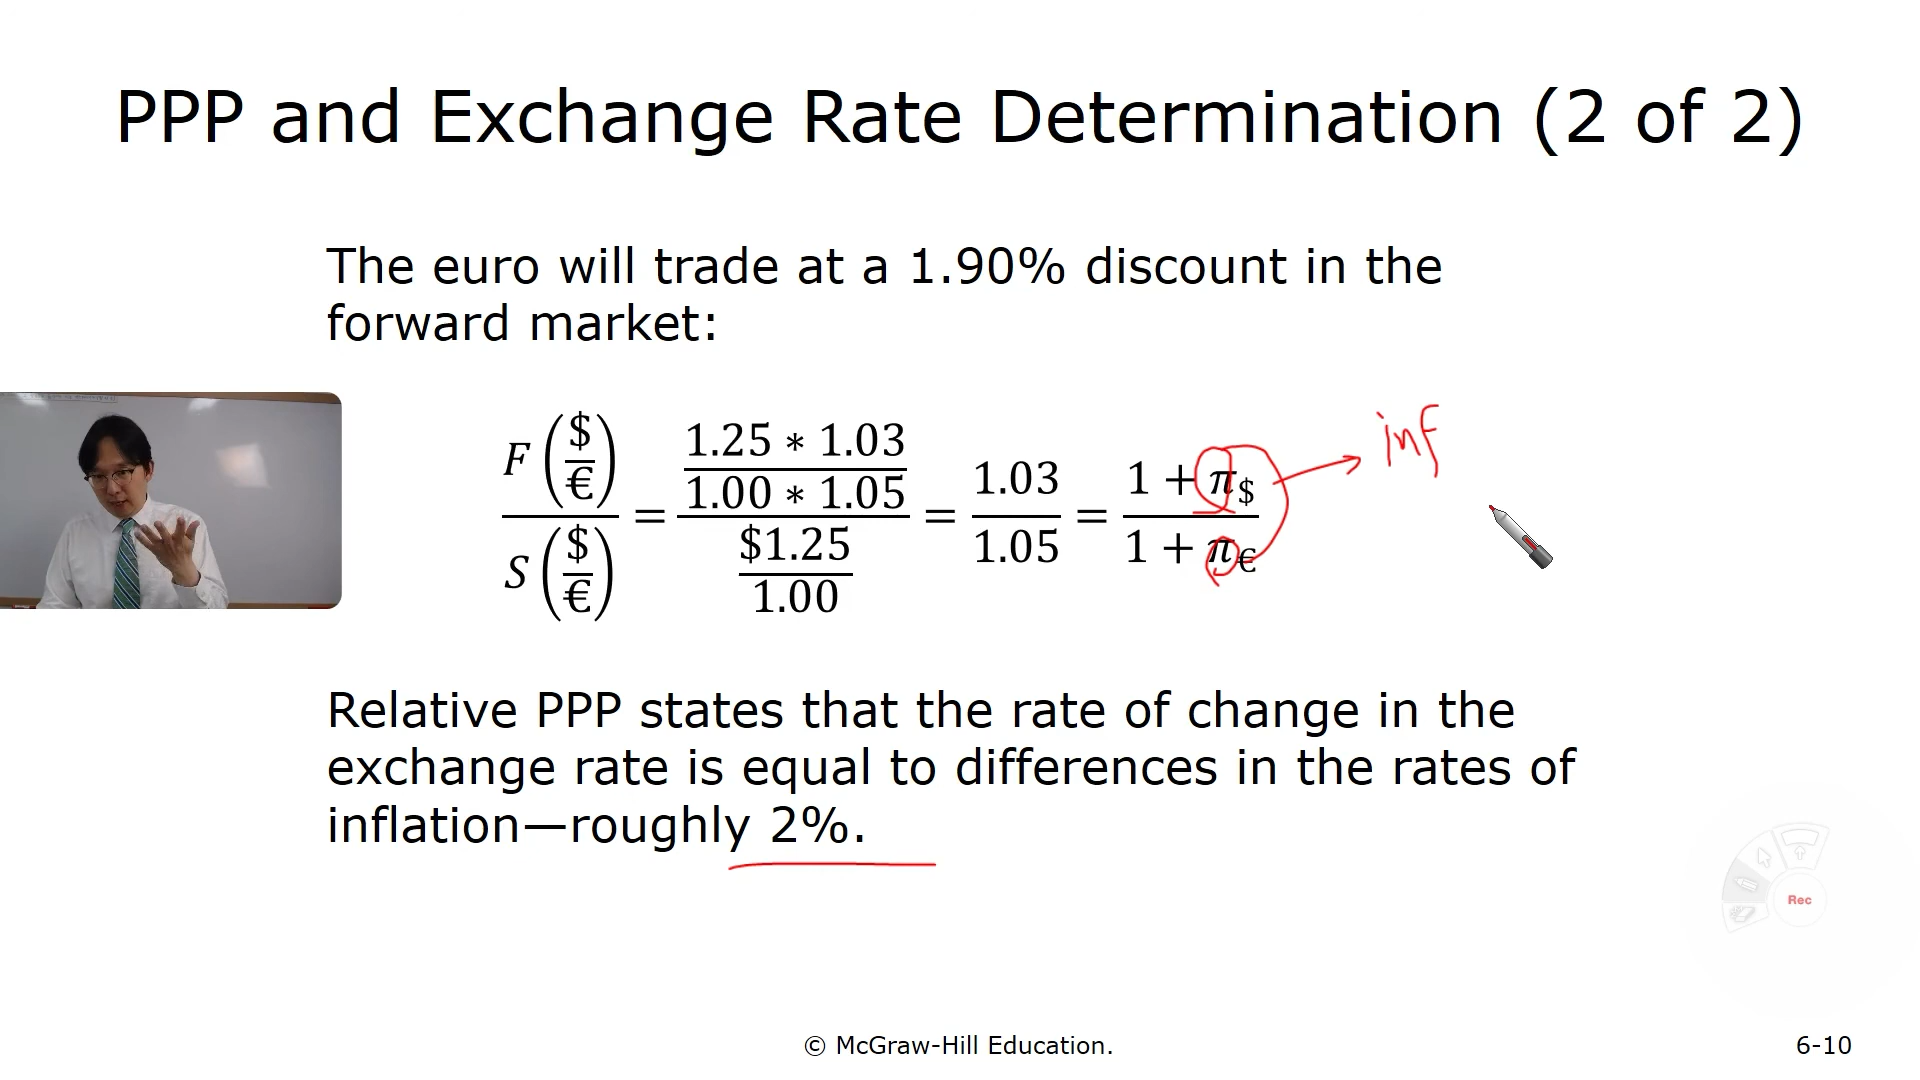 PPP and Exchange Rate Determination (2 of 2)
The euro will trade at a 1.90% discount in the
forward market:
F($/€) / S($/€) = (1.25 * 1.03 / 1.00 * 1.05) / ($1.25 / 1.00) = 1.03 / 1.05 = 1 + π$ / 1 + π€
inf
Relative PPP states that the rate of change in the
exchange rate is equal to differences in the rates of
inflation—roughly 2%.
Rec
© McGraw-Hill Education.
6-10